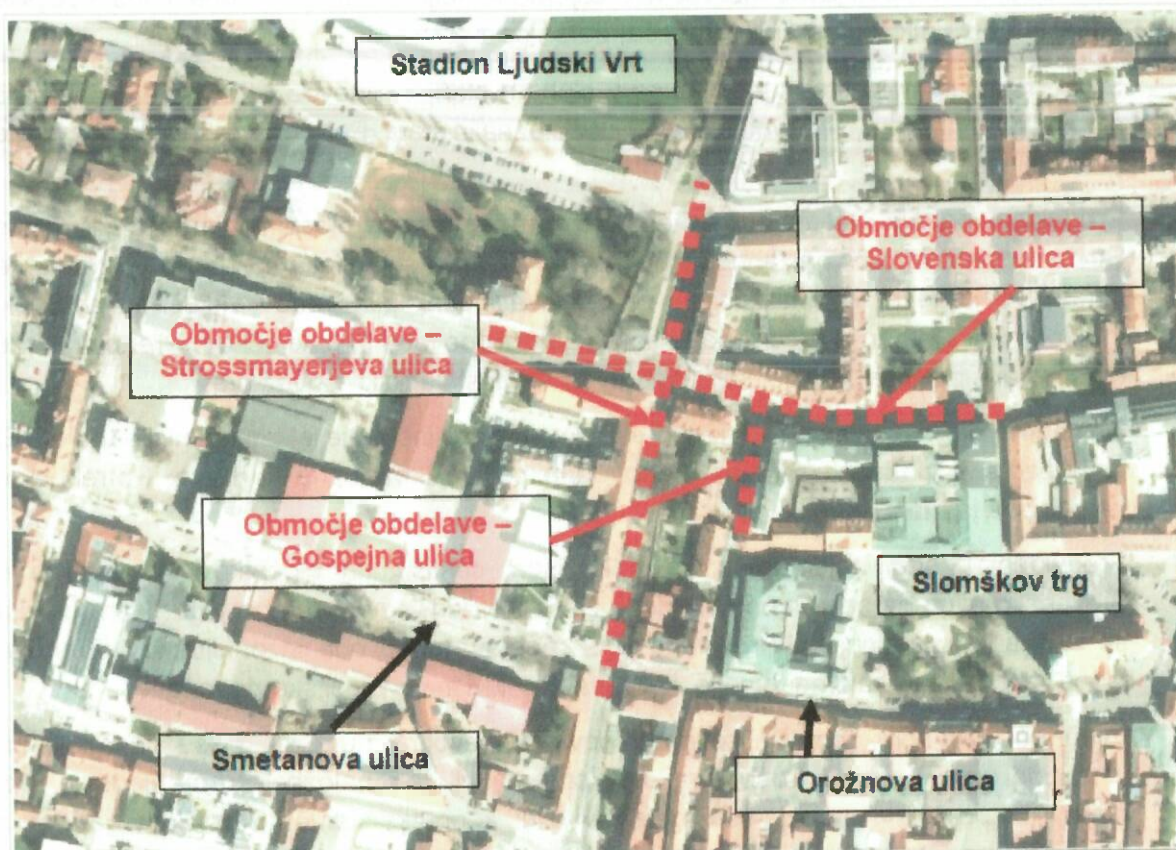 Stadion Ljudski Vrt
Območje obdelave –
Slovenska ulica
Območje obdelave –
Strossmayerjeva ulica
Območje obdelave –
Gospejna ulica
Slomškov trg
Smetanova ulica
Orožnova ulica